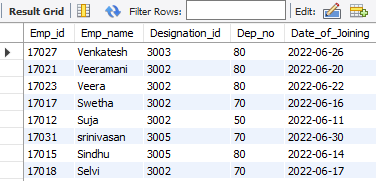 Result Grid Filter Rows: Edit:
Emp_id Emp_name Designation_id Dep_no Date_of_Joining
17027 Venkatesh 3003 80 2022-06-26
17021 Veeramani 3002 80 2022-06-20
17023 Veera 3002 80 2022-06-22
17017 Swetha 3002 70 2022-06-16
17012 Suja 3002 50 2022-06-11
17031 srinivasan 3005 70 2022-06-30
17015 Sindhu 3005 80 2022-06-14
17018 Selvi 3002 70 2022-06-17